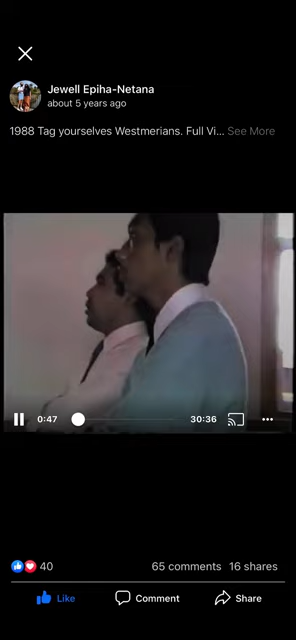 Jewell Epiha-Netana
about 5 years ago
1988 Tag yourselves Westmerians. Full Vi... See More
0:47
30:36
40
65 comments 16 shares
Like
Comment
Share